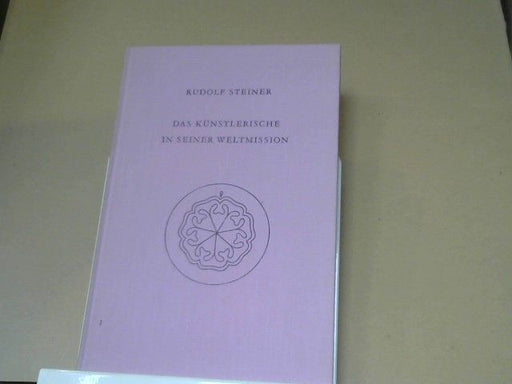 RUDOLF STEINER
DAS KÜNSTLERISCHE
IN SEINER WELTMISSION